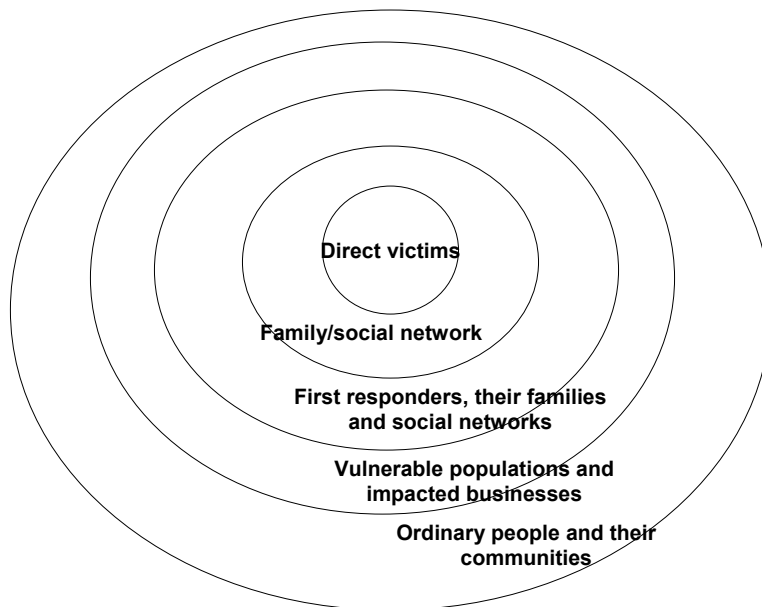 Direct victims
Family/social network
First responders, their families
and social networks
Vulnerable populations and
impacted businesses
Ordinary people and their
communities